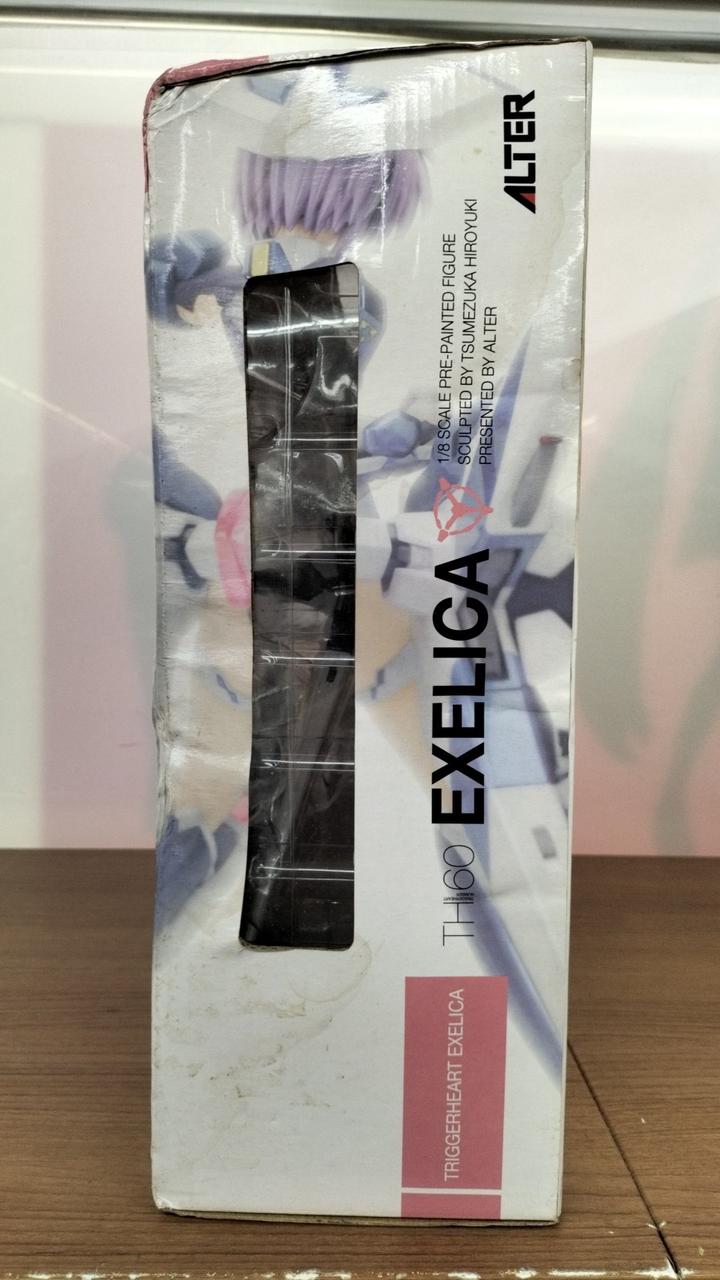 ALTER
1/8 SCALE PRE-PAINTED FIGURE
SCULPTED BY TSUMEZUKA HIROYUKI
PRESENTED BY ALTER
TH60 EXELICA
TRIGGERHEART EXELICA